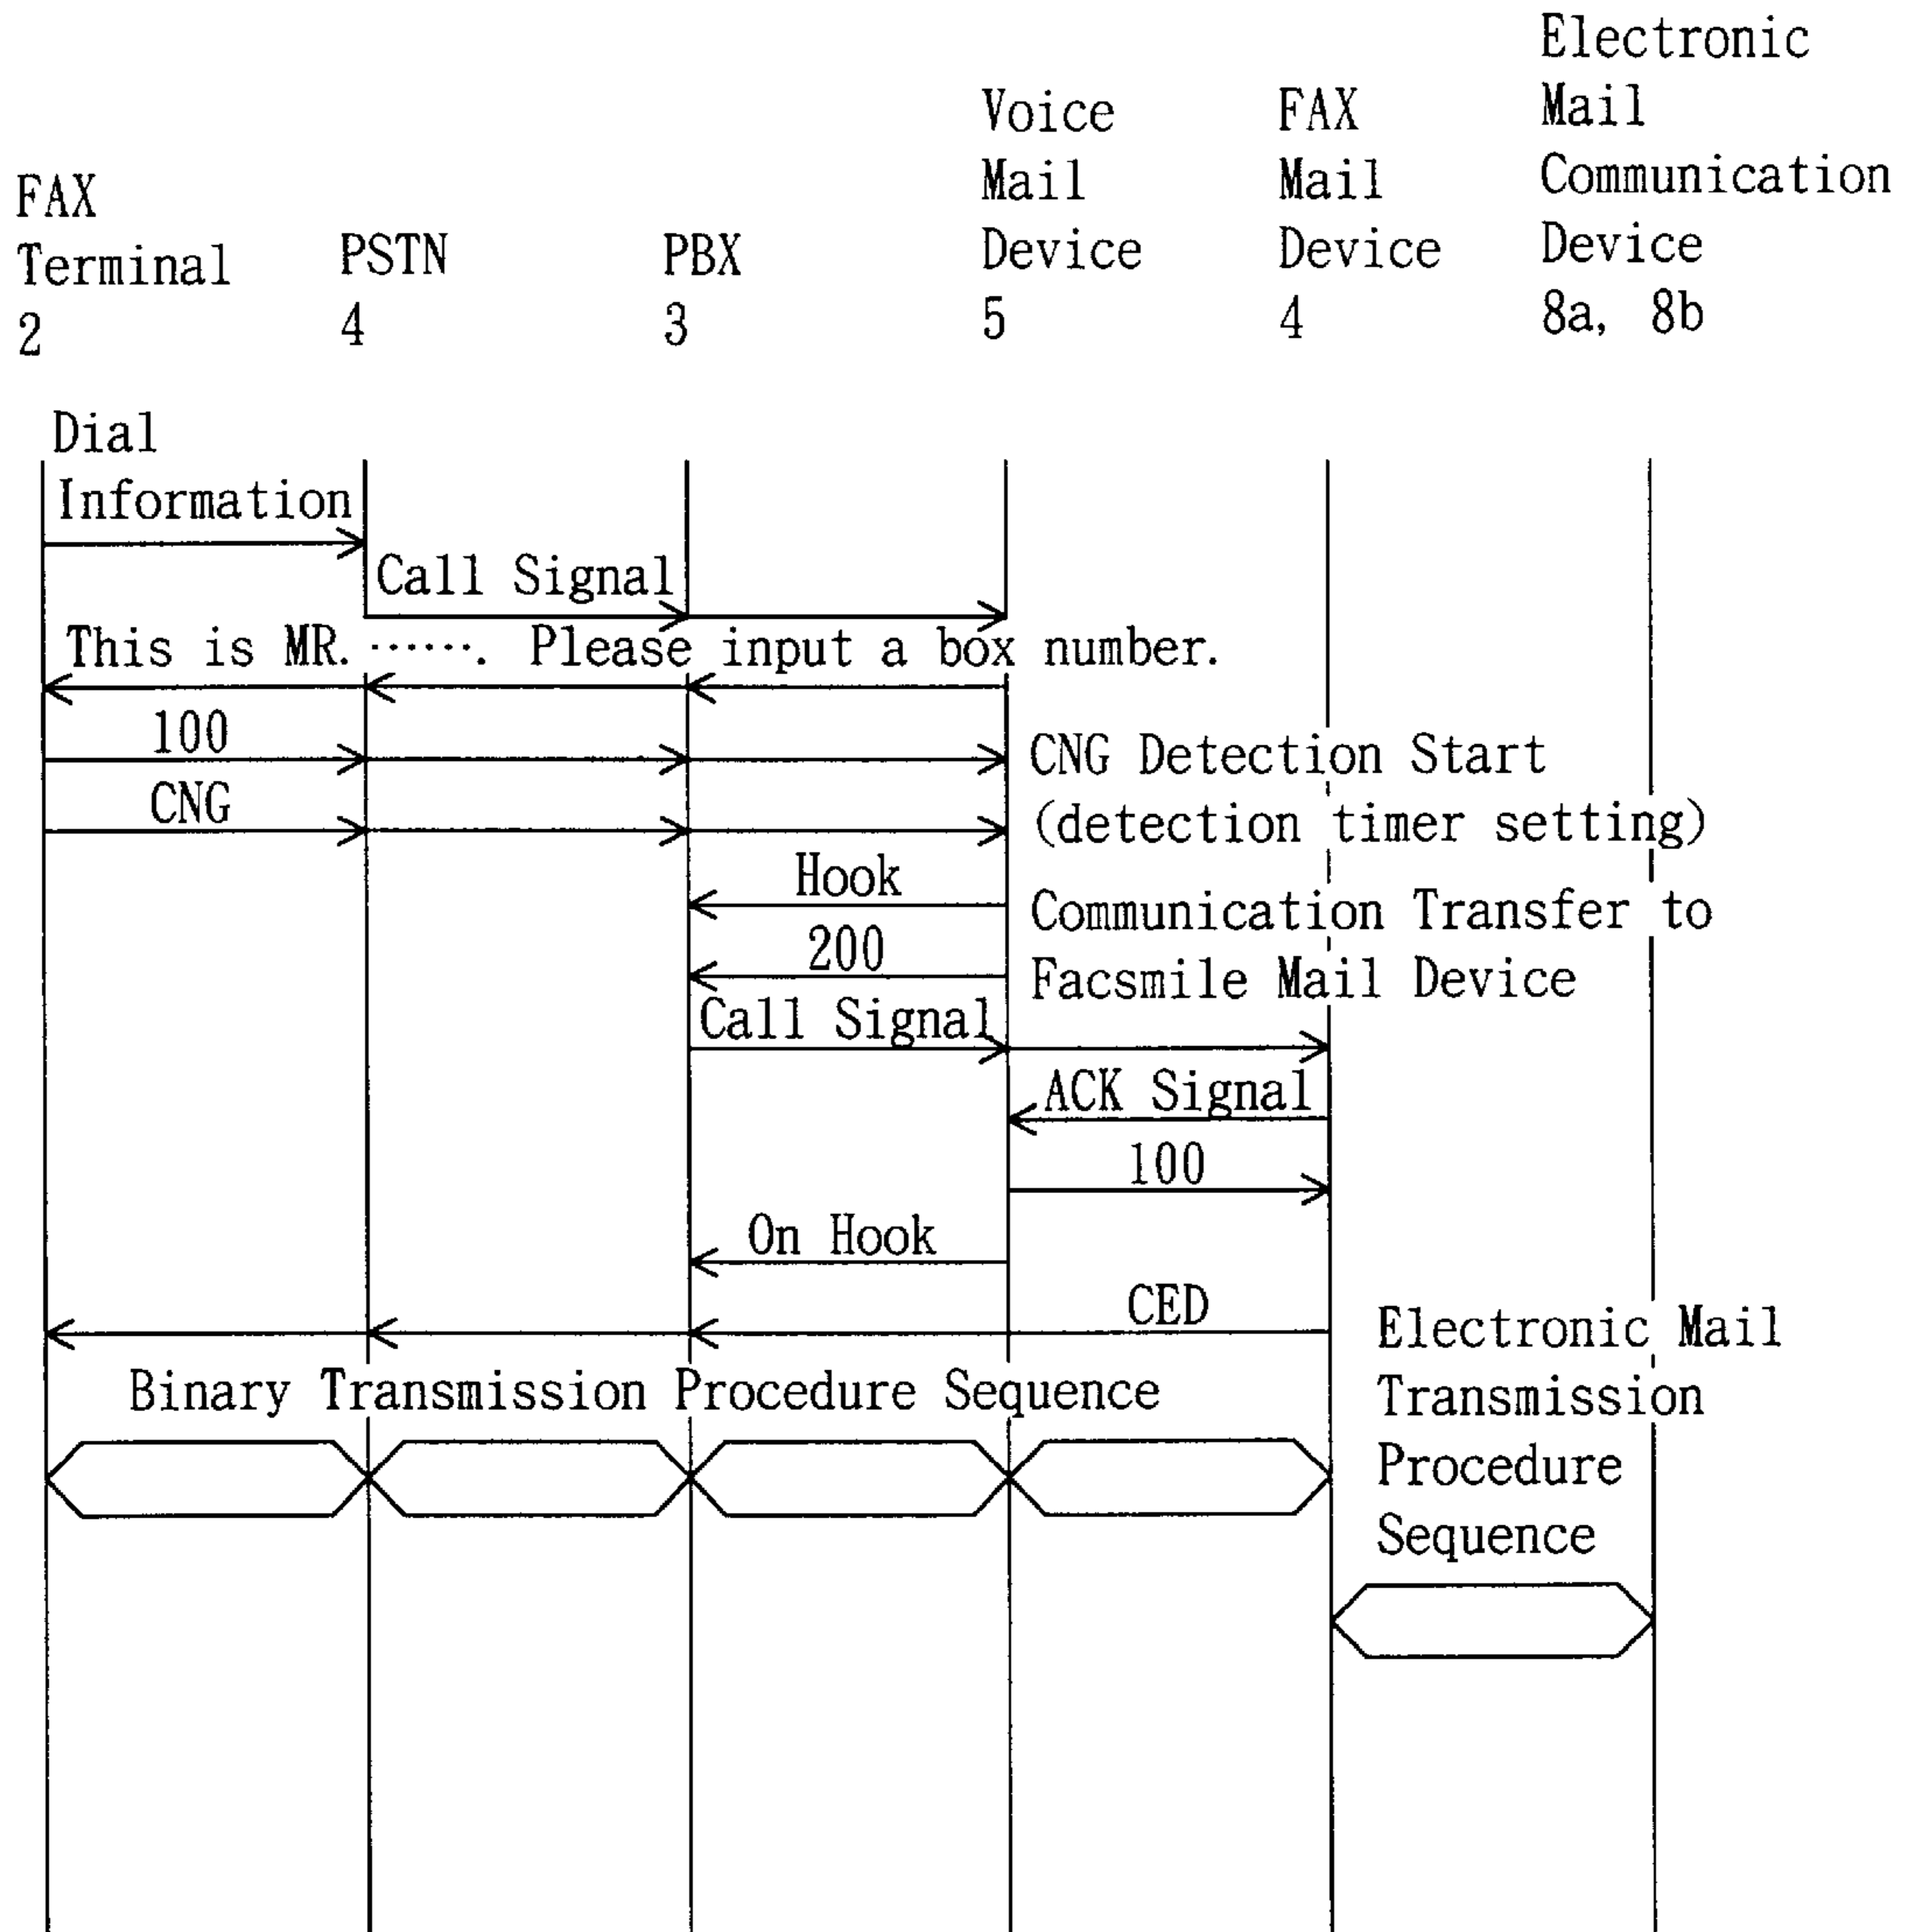 FAX
Terminal
2
PSTN
4
PBX
3
Voice
Mail
Device
5
FAX
Mail
Device
4
Electronic
Mail
Communication
Device
8a, 8b
Dial
Information
Call Signal
This is MR. ······. Please input a box number.
100
CNG Detection Start
CNG
(detection timer setting)
Hook
Communication Transfer to
200
Facsmile Mail Device
Call Signal
ACK Signal
100
On Hook
CED
Electronic Mail
Transmission
Procedure
Sequence
Binary Transmission Procedure Sequence